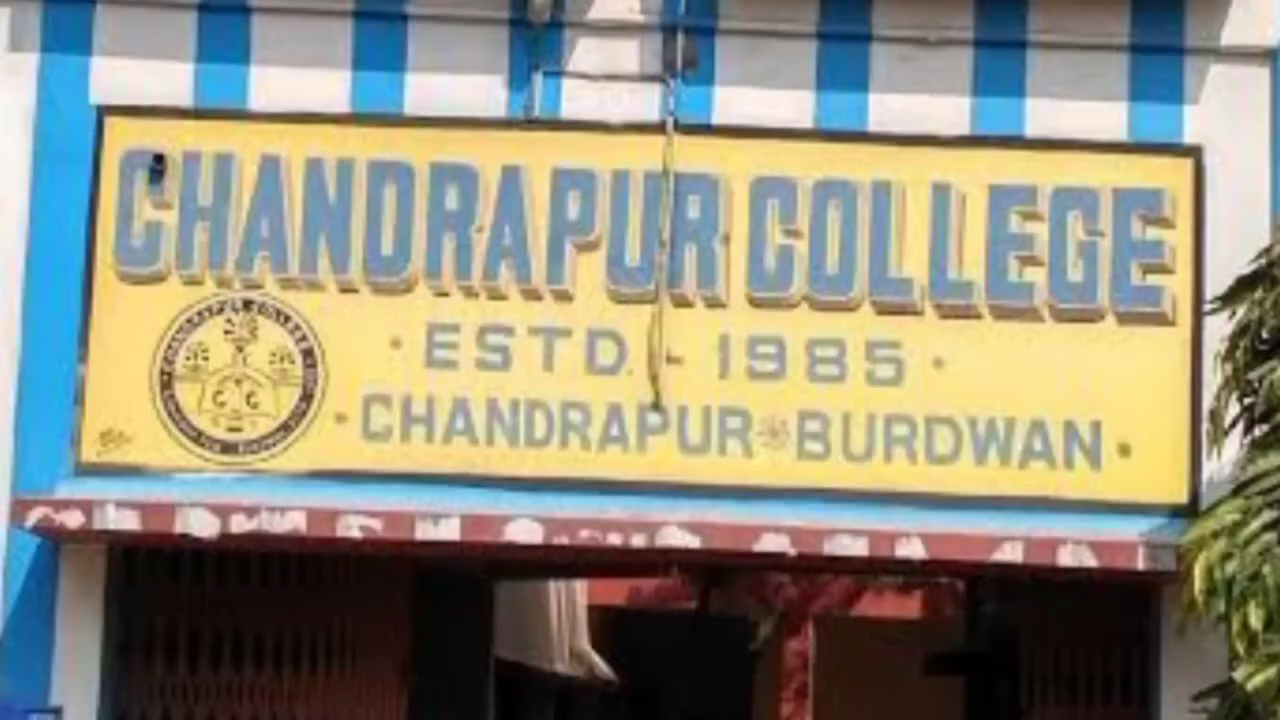 CHANDRAPUR COLLEGE
· ESTD. - 1985 ·
· CHANDRAPUR * BURDWAN ·